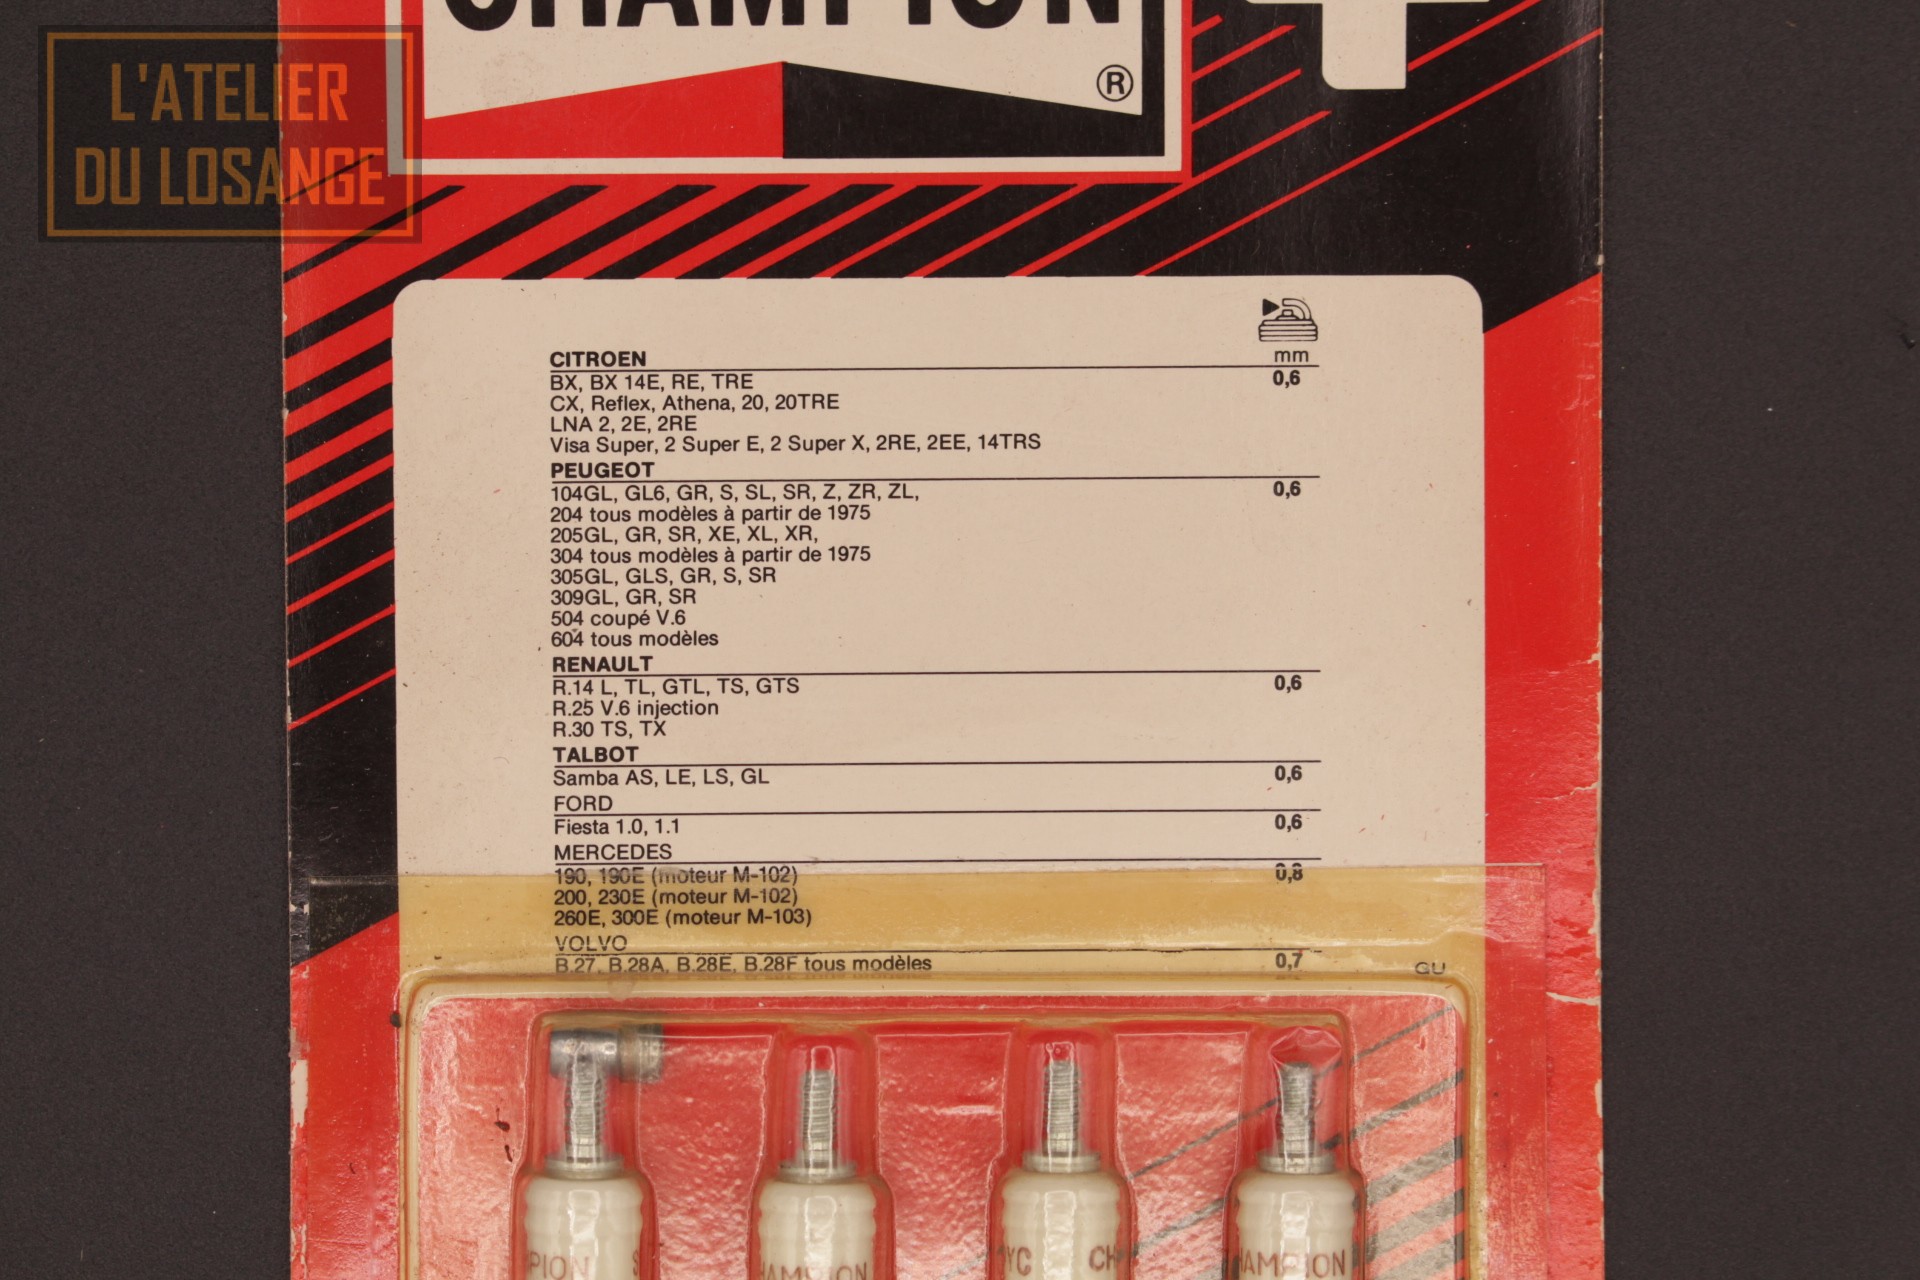 CHAMPION
®
L'ATELIER
DU LOSANGE
mm
CITROEN
BX, BX 14E, RE, TRE 0,6
CX, Reflex, Athena, 20, 20TRE
LNA 2, 2E, 2RE
Visa Super, 2 Super E, 2 Super X, 2RE, 2EE, 14TRS
PEUGEOT
104GL, GL6, GR, S, SL, SR, Z, ZR, ZL, 0,6
204 tous modèles à partir de 1975
205GL, GR, SR, XE, XL, XR,
304 tous modèles à partir de 1975
305GL, GLS, GR, S, SR
309GL, GR, SR
504 coupé V.6
604 tous modèles
RENAULT
R.14 L, TL, GTL, TS, GTS 0,6
R.25 V.6 injection
R.30 TS, TX
TALBOT
Samba AS, LE, LS, GL 0,6
FORD
Fiesta 1.0, 1.1 0,6
MERCEDES
190, 190E (moteur M-102) 0,8
200, 230E (moteur M-102)
260E, 300E (moteur M-103)
VOLVO
B.27, B.28A, B.28E, B.28F tous modèles 0,7
GU
PION S HAMPION YC CH HAMPION